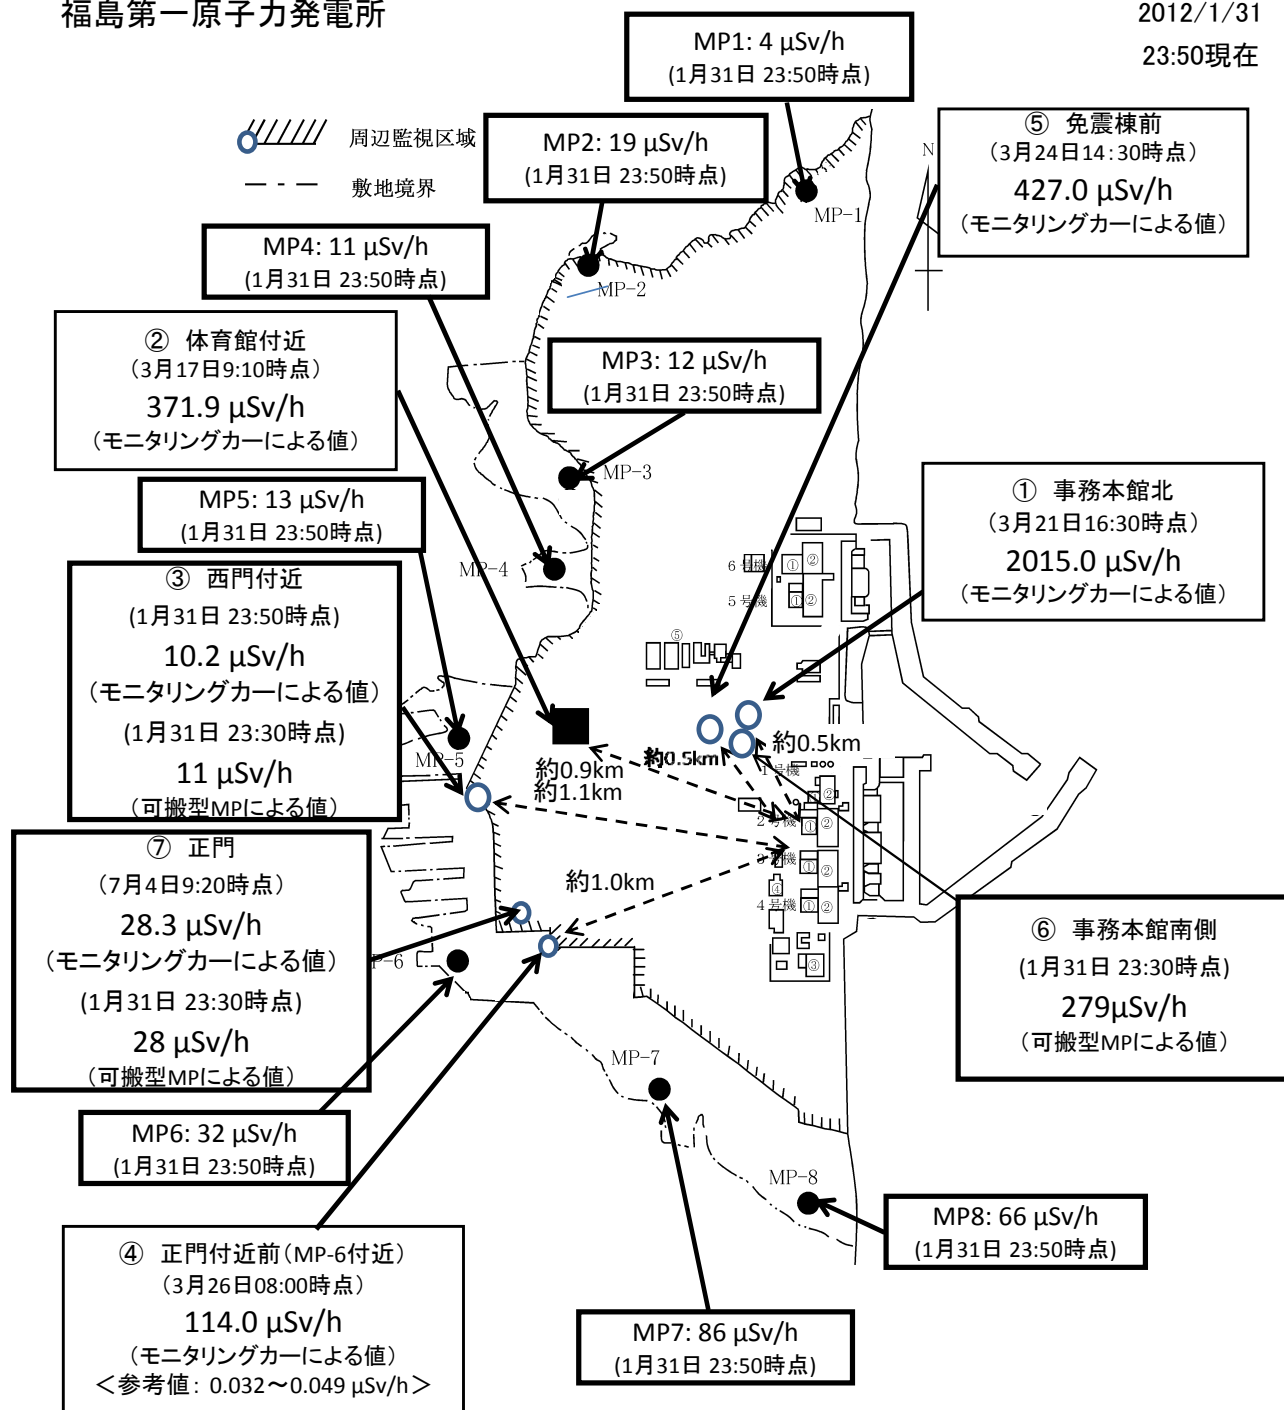 福島第一原子力発電所
2012/1/31
23:50現在
周辺監視区域
敷地境界
MP1: 4 μSv/h
(1月31日 23:50時点)
MP2: 19 μSv/h
(1月31日 23:50時点)
⑤ 免震棟前
(3月24日14:30時点)
427.0 μSv/h
(モニタリングカーによる値)
N
MP-1
MP4: 11 μSv/h
(1月31日 23:50時点)
MP-2
② 体育館付近
(3月17日9:10時点)
371.9 μSv/h
(モニタリングカーによる値)
MP3: 12 μSv/h
(1月31日 23:50時点)
MP-3
MP5: 13 μSv/h
(1月31日 23:50時点)
① 事務本館北
(3月21日16:30時点)
2015.0 μSv/h
(モニタリングカーによる値)
MP-4
6号機
① ②
5号機
① ②
③ 西門付近
(1月31日 23:50時点)
10.2 μSv/h
(モニタリングカーによる値)
(1月31日 23:30時点)
11 μSv/h
(可搬型MPによる値)
⑤
MP-5
約0.9km
約1.1km
約0.5km
約0.5km
1号機
②
2号機
① ②
3号機
① ②
④
4号機
① ②
③
約1.0km
⑦ 正門
(7月4日9:20時点)
28.3 μSv/h
(モニタリングカーによる値)
(1月31日 23:30時点)
28 μSv/h
(可搬型MPによる値)
P-6
⑥ 事務本館南側
(1月31日 23:30時点)
279μSv/h
(可搬型MPによる値)
MP-7
MP6: 32 μSv/h
(1月31日 23:50時点)
MP-8
MP8: 66 μSv/h
(1月31日 23:50時点)
④ 正門付近前(MP-6付近)
(3月26日08:00時点)
114.0 μSv/h
(モニタリングカーによる値)
<参考値: 0.032～0.049 μSv/h>
MP7: 86 μSv/h
(1月31日 23:50時点)